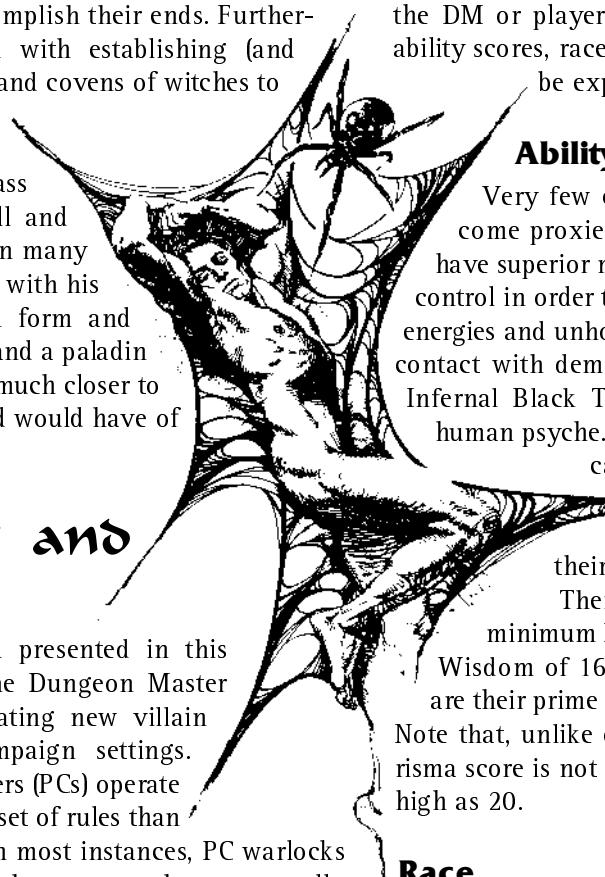 mplish their ends. Further-
with establishing (and
and covens of witches to
ass
ll and
n many
with his
form and
and a paladin
much closer to
d would have of
and
presented in this
he Dungeon Master
ating new villain
mpaign settings.
ers (PCs) operate
set of rules than
n most instances, PC warlocks
the DM or player
ability scores, race
be exp
Ability
Very few
come proxie
have superior
control in order t
energies and unho
contact with dem
Infernal Black T
human psyche.
ca
their
The
minimum
Wisdom of 16
are their prime
Note that, unlike
risma score is not
high as 20.
Race